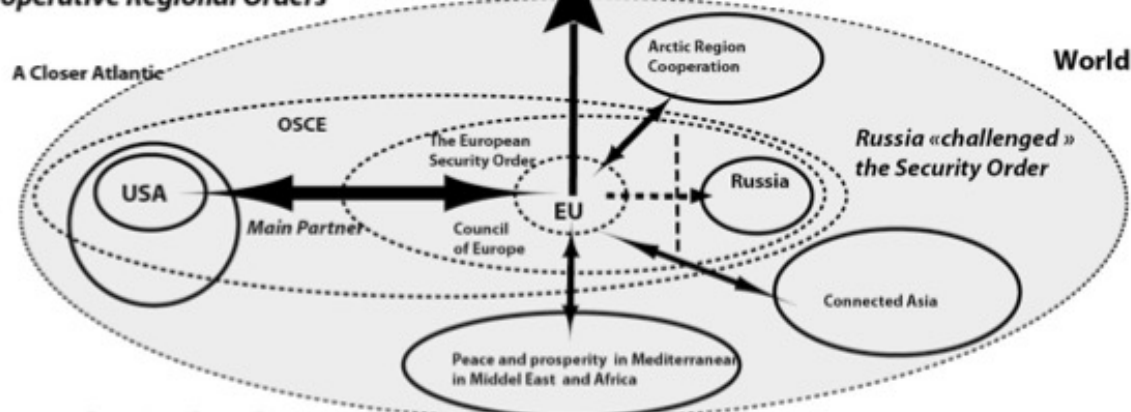 operative Regional Orders
Arctic Region
Cooperation
World
A Closer Atlantic
OSCE
The European
Security Order
Russia «challenged »
the Security Order
USA
Russia
EU
Main Partner
Council
of Europe
Connected Asia
Peace and prosperity in Mediterranean
in Middel East and Africa